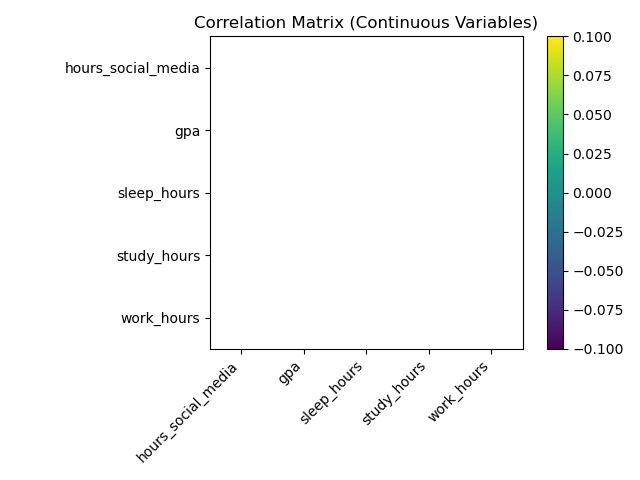 Correlation Matrix (Continuous Variables)
hours_social_media
gpa
sleep_hours
study_hours
work_hours
hours_social_media
gpa
sleep_hours
study_hours
work_hours
0.100
0.075
0.050
0.025
0.000
−0.025
−0.050
−0.075
−0.100